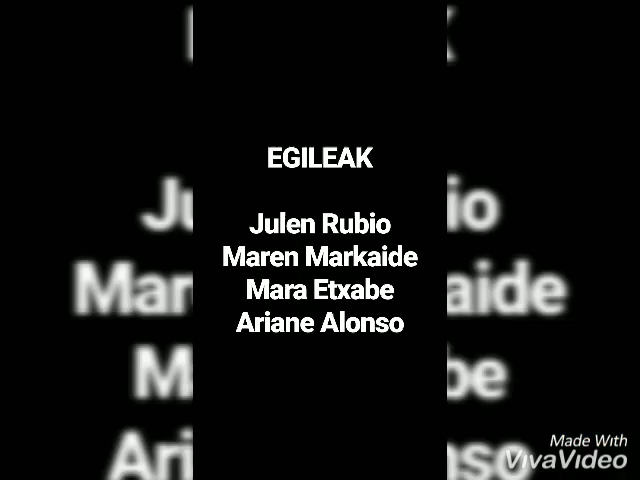 EGILEAK
Julen Rubio
Maren Markaide
Mara Etxabe
Ariane Alonso
Made With
VivaVideo